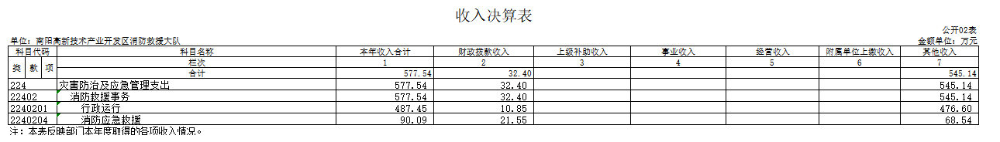 收入决算表
公开02表
单位：南阳高新技术产业开发区消防救援大队 金额单位：万元
科目代码 科目名称 本年收入合计 财政拨款收入 上级补助收入 事业收入 经营收入 附属单位上缴收入 其他收入
类 款 项 栏次 1 2 3 4 5 6 7
合计 577.54 32.40 545.14
224 灾害防治及应急管理支出 577.54 32.40 545.14
22402 消防救援事务 577.54 32.40 545.14
2240201 行政运行 487.45 10.85 476.60
2240204 消防应急救援 90.09 21.55 68.54
注：本表反映部门本年度取得的各项收入情况。